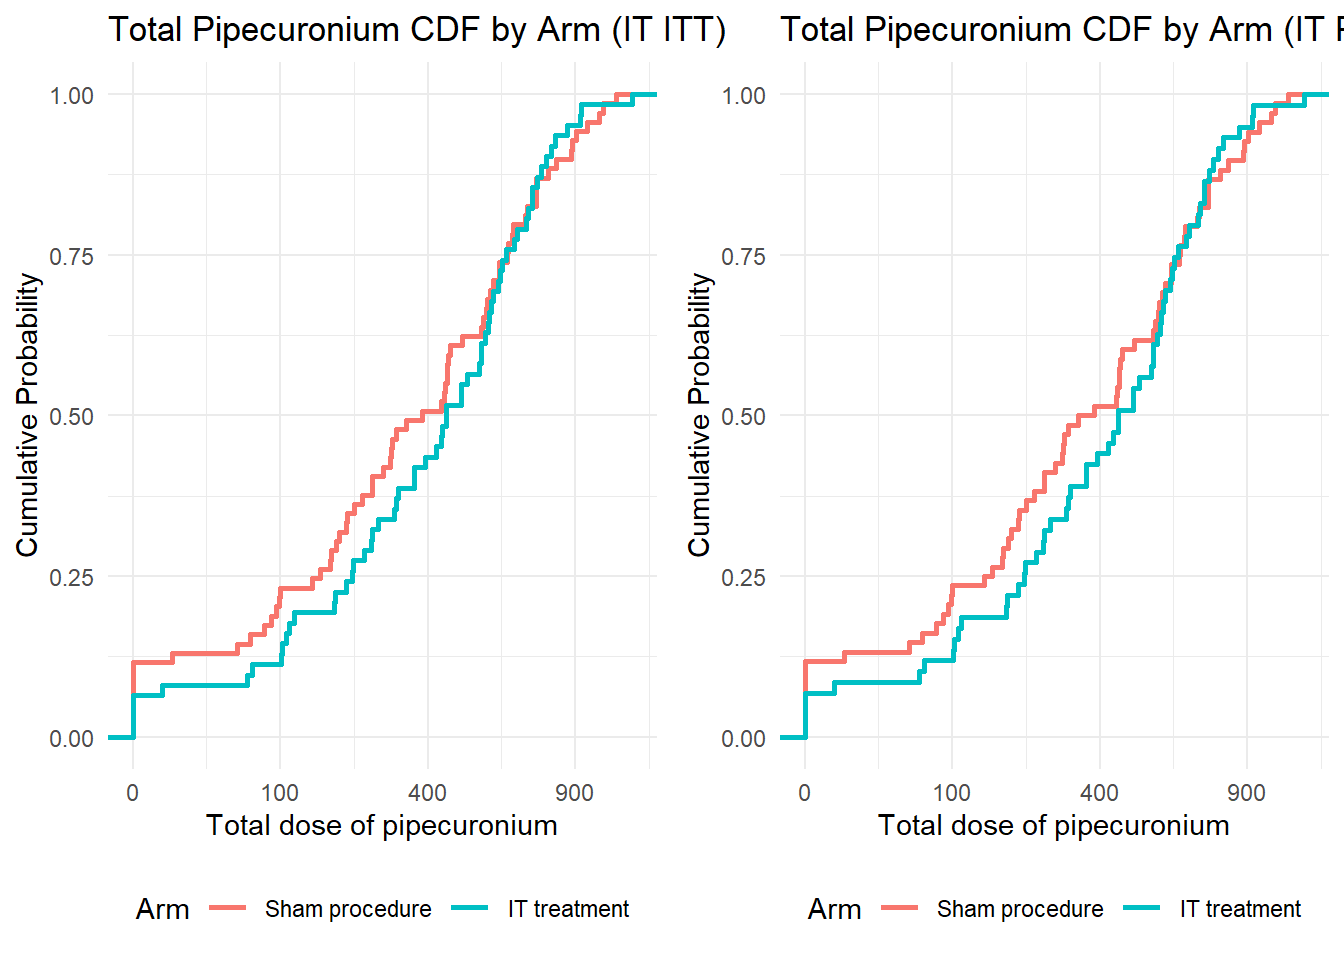 Total Pipecuronium CDF by Arm (IT ITT)
1.00
0.75
0.50
0.25
0.00
Cumulative Probability
0 100 400 900
Total dose of pipecuronium
Arm Sham procedure IT treatment
Total Pipecuronium CDF by Arm (IT
1.00
0.75
0.50
0.25
0.00
Cumulative Probability
0 100 400 900
Total dose of pipecuronium
Arm Sham procedure IT treatment